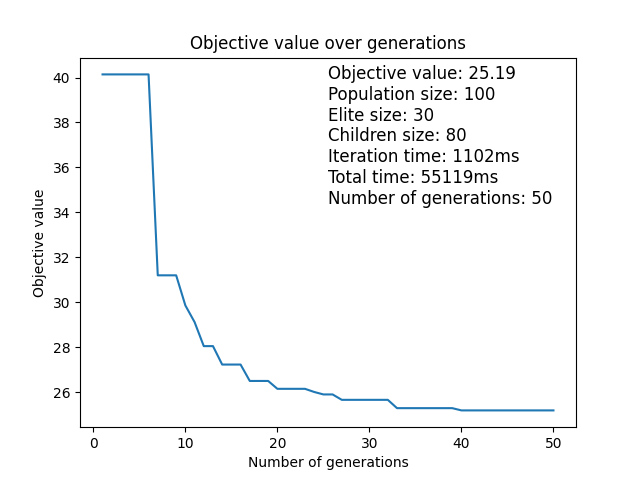 Objective value over generations
Objective value: 25.19
Population size: 100
Elite size: 30
Children size: 80
Iteration time: 1102ms
Total time: 55119ms
Number of generations: 50
Objective value
40
38
36
34
32
30
28
26
0
10
20
30
40
50
Number of generations